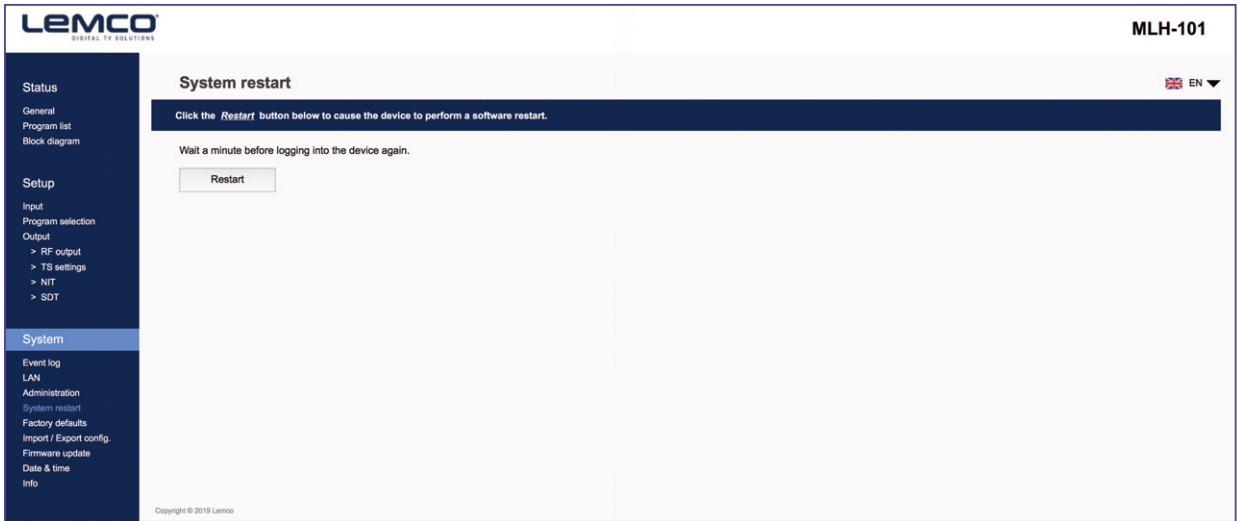 LEMCO
DIGITAL TV SOLUTIONS
MLH-101
Status
General
Program list
Block diagram
Setup
Input
Program selection
Output
> RF output
> TS settings
> NIT
> SDT
System
Event log
LAN
Administration
System restart
Factory defaults
Import / Export config.
Firmware update
Date & time
Info
System restart
EN
Click the Restart button below to cause the device to perform a software restart.
Wait a minute before logging into the device again.
Restart
Copyright © 2019 Lemco